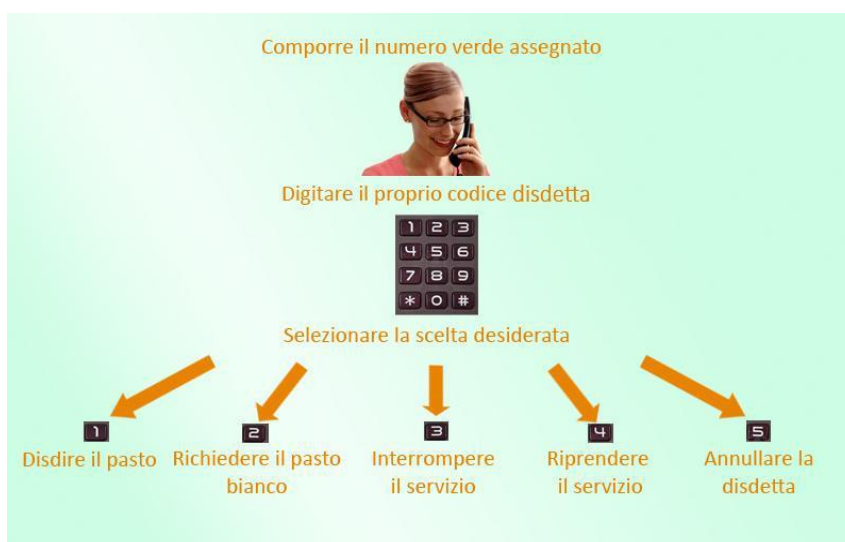 Comporre il numero verde assegnato
Digitare il proprio codice disdetta
1 2 3
4 5 6
7 8 9
* 0 #
Selezionare la scelta desiderata
1
Disdire il pasto
2
Richiedere il pasto
bianco
3
Interrompere
il servizio
4
Riprendere
il servizio
5
Annullare la
disdetta